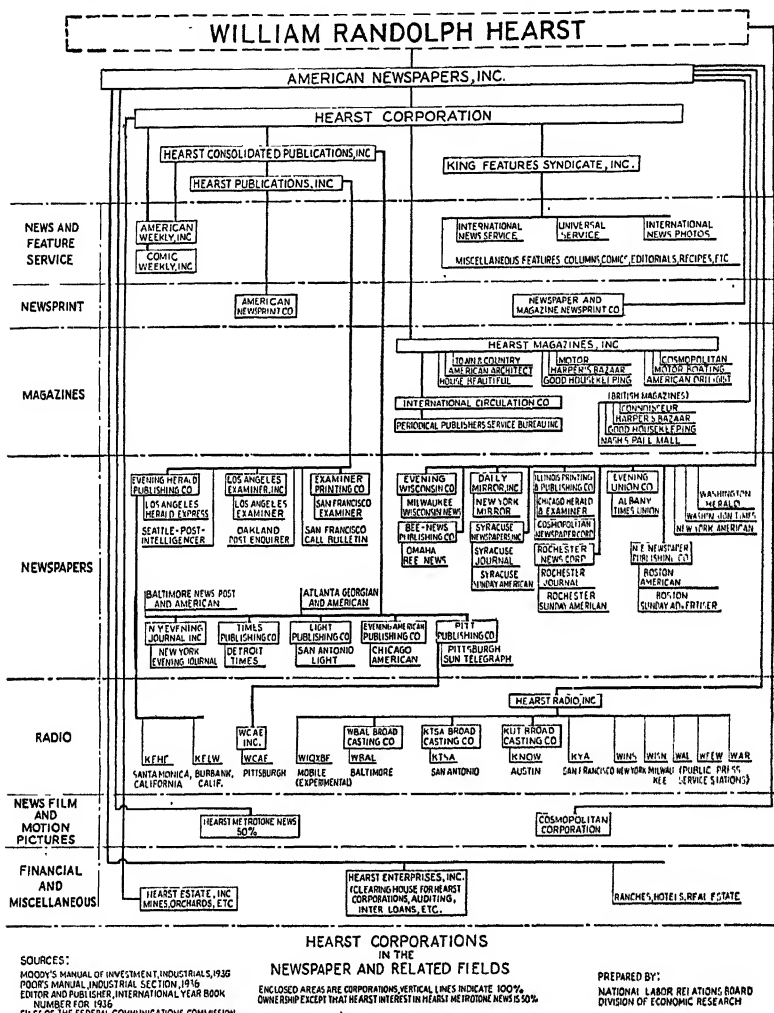 WILLIAM RANDOLPH HEARST
AMERICAN NEWSPAPERS, INC.
HEARST CORPORATION
HEARST CONSOLIDATED PUBLICATIONS, INC
KING FEATURES SYNDICATE, INC.
HEARST PUBLICATIONS, INC
NEWS AND
FEATURE
SERVICE
AMERICAN
WEEKLY, INC
COMIC
WEEKLY, INC
INTERNATIONAL
NEWS SERVICE
UNIVERSAL
SERVICE
INTERNATIONAL
NEWS PHOTOS
MISCELLANEOUS FEATURES COLUMNS, COMIC, EDITORIALS, RECIPES, ETC
NEWSPRINT
AMERICAN
NEWSPRINT CO
NEWSPAPER AND
MAGAZINE NEWSPRINT CO
MAGAZINES
HEARST MAGAZINES, INC
TOWN & COUNTRY
AMERICAN ARCHITECT
HOUSE BEAUTIFUL
MOTOR
HARPER'S BAZAAR
GOOD HOUSEKEEPING
COSMOPOLITAN
MOTOR BOATING
AMERICAN DRUGGIST
INTERNATIONAL CIRCULATION CO
PERIODICAL PUBLISHERS SERVICE BUREAU INC
(BRITISH MAGAZINES)
CONNOISEUR
HARPER'S BAZAAR
GOOD HOUSEKEEPING
NASH'S PALL MALL
NEWSPAPERS
EVENING HERALD
PUBLISHING CO
LOS ANGELES
HERALD EXPRESS
SEATTLE-POST-
INTELLIGENCER
LOS ANGELES
EXAMINER, INC
LOS ANGELES
EXAMINER
OAKLAND
POST ENQUIRER
EXAMINER
PRINTING CO
SAN FRANCISCO
EXAMINER
SAN FRANCISCO
CALL BULLETIN
EVENING
WISCONSIN CO
MILWAUKEE
WISCONSIN NEWS
BEE-NEWS
PUBLISHING CO
OMAHA
BEE NEWS
DAILY
MIRROR, INC
NEW YORK
MIRROR
SYRACUSE
NEWSPAPERS, INC
SYRACUSE
JOURNAL
SYRACUSE
SUNDAY AMERICAN
ILLINOIS PRINTING
& PUBLISHING CO
CHICAGO HERALD
& EXAMINER
COSMOPOLITAN
NEWSPAPER CORP
ROCHESTER
NEWS CORP
ROCHESTER
JOURNAL
ROCHESTER
SUNDAY AMERICAN
EVENING
UNION CO
ALBANY
TIMES UNION
N E NEWSPAPER
PUBLISHING CO
BOSTON
AMERICAN
BOSTON
SUNDAY ADVERTISER
WASHINGTON
HERALD
WASHINGTON TIMES
NEW YORK AMERICAN
BALTIMORE NEWS POST
AND AMERICAN
ATLANTA GEORGIAN
AND AMERICAN
N Y EVENING
JOURNAL INC
NEW YORK
EVENING JOURNAL
TIMES
PUBLISHING CO
DETROIT
TIMES
LIGHT
PUBLISHING CO
SAN ANTONIO
LIGHT
EVENING AMERICAN
PUBLISHING CO
CHICAGO
AMERICAN
PITT
PUBLISHING CO
PITTSBURGH
SUN TELEGRAPH
RADIO
HEARST RADIO, INC
KEHE
SANTA MONICA,
CALIFORNIA
KELW
BURBANK,
CALIF.
WCAE
INC.
WCAE
PITTSBURGH
WIQXBF
MOBILE
(EXPERIMENTAL)
WBAL BROAD
CASTING CO
WBAL
BALTIMORE
KTSA BROAD
CASTING CO
KTSA
SAN ANTONIO
KUT BROAD
CASTING CO
KNOW
AUSTIN
KYA
SAN FRANCISCO
WINS
NEW YORK
WISN
MILWAU
KEE
WAL
WFEW
WAR
(PUBLIC PRESS
SERVICE STATIONS)
NEWS FILM
AND
MOTION
PICTURES
HEARST METROTONE NEWS
50%
COSMOPOLITAN
CORPORATION
FINANCIAL
AND
MISCELLANEOUS
HEARST ESTATE, INC
MINES, ORCHARDS, ETC
HEARST ENTERPRISES, INC.
(CLEARING HOUSE FOR HEARST
CORPORATIONS, AUDITING,
INTER LOANS, ETC.
RANCHES, HOTELS, REAL ESTATE
HEARST CORPORATIONS
IN THE
NEWSPAPER AND RELATED FIELDS
ENCLOSED AREAS ARE CORPORATIONS, VERTICAL LINES INDICATE 100%
OWNERSHIP EXCEPT THAT HEARST INTEREST IN HEARST METROTONE NEWS IS 50%
SOURCES:
MOODY'S MANUAL OF INVESTMENT, INDUSTRIALS, 1936
POOR'S MANUAL, INDUSTRIAL SECTION, 1936
EDITOR AND PUBLISHER, INTERNATIONAL YEAR BOOK
NUMBER FOR 1936
FILES OF THE FEDERAL COMMUNICATIONS COMMISSION
PREPARED BY:
NATIONAL LABOR RELATIONS BOARD
DIVISION OF ECONOMIC RESEARCH